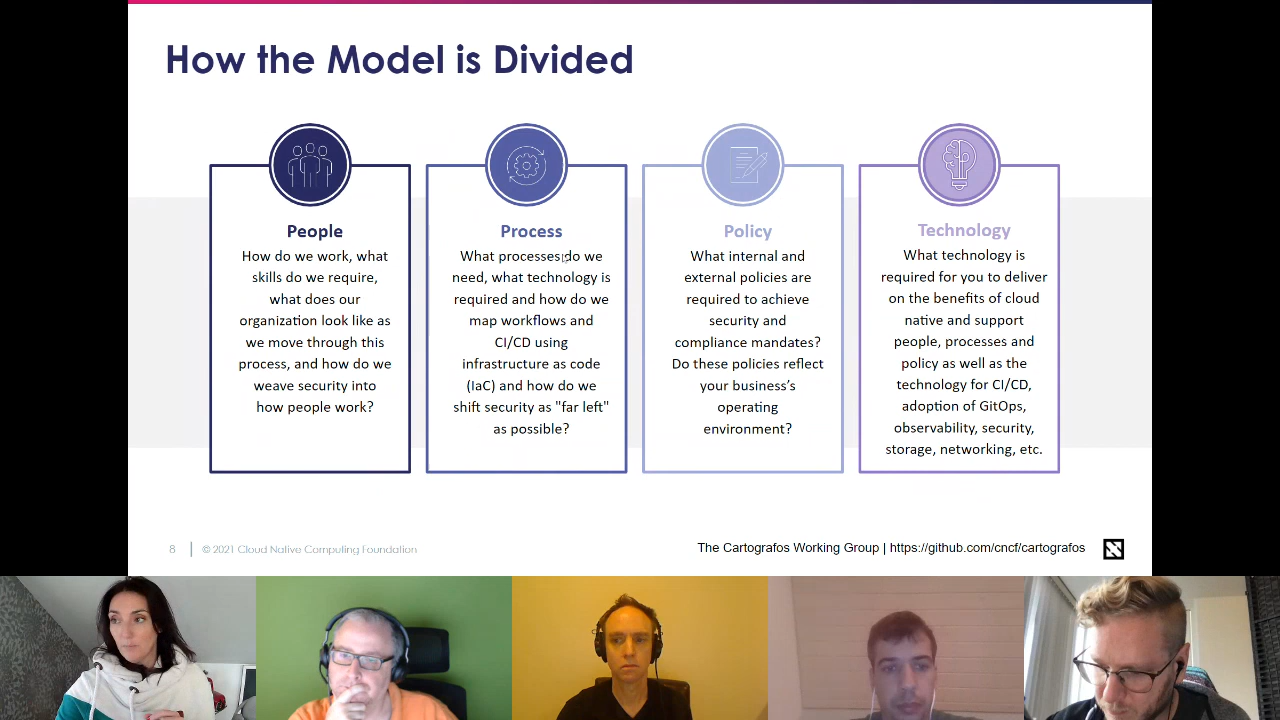 How the Model is Divided
People
How do we work, what
skills do we require,
what does our
organization look like as
we move through this
process, and how do we
weave security into
how people work?
Process
What processes do we
need, what technology is
required and how do we
map workflows and
CI/CD using
infrastructure as code
(IaC) and how do we
shift security as "far left"
as possible?
Policy
What internal and
external policies are
required to achieve
security and
compliance mandates?
Do these policies reflect
your business’s
operating
environment?
Technology
What technology is
required for you to deliver
on the benefits of cloud
native and support
people, processes and
policy as well as the
technology for CI/CD,
adoption of GitOps,
observability, security,
storage, networking, etc.
8 | © 2021 Cloud Native Computing Foundation
The Cartografos Working Group | https://github.com/cncf/cartografos